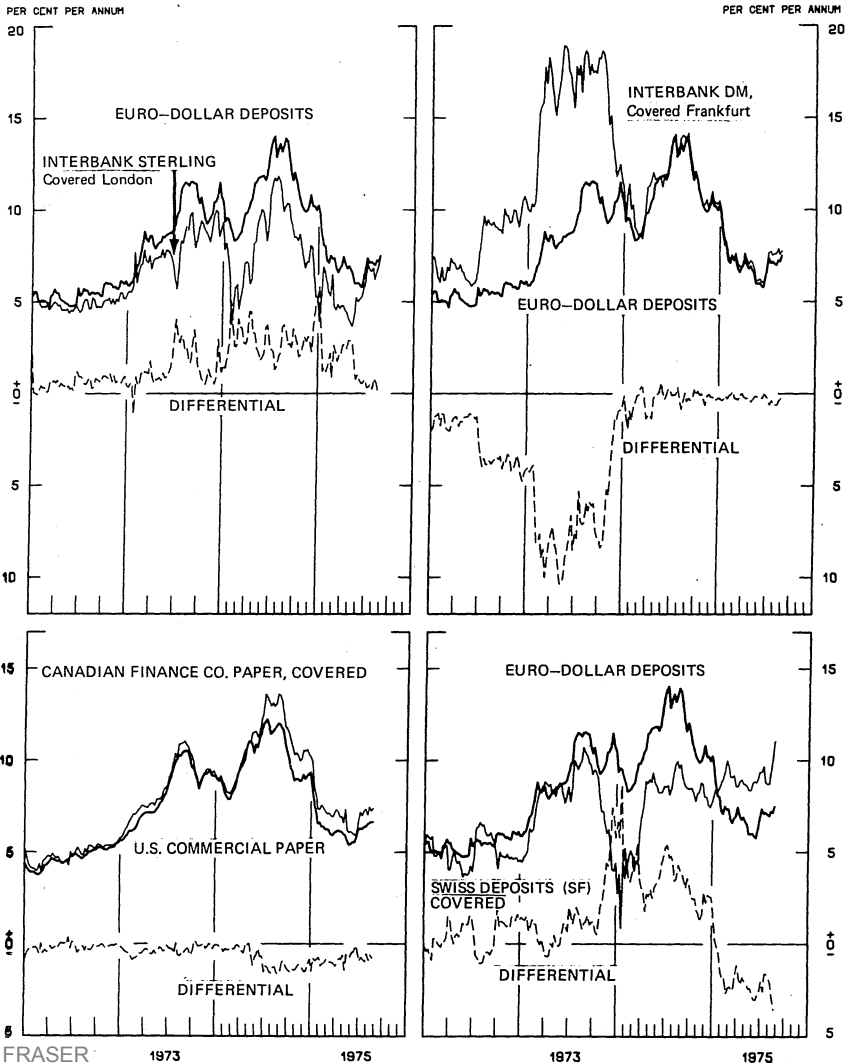 PER CENT PER ANNUM
PER CENT PER ANNUM
20
20
EURO-DOLLAR DEPOSITS
INTERBANK STERLING
Covered London
15
10
5
+
0
-
DIFFERENTIAL
5
10
INTERBANK DM,
Covered Frankfurt
15
10
EURO-DOLLAR DEPOSITS
5
+
0
-
DIFFERENTIAL
5
10
CANADIAN FINANCE CO. PAPER, COVERED
15
10
U.S. COMMERCIAL PAPER
5
+
0
-
DIFFERENTIAL
5
EURO-DOLLAR DEPOSITS
15
10
5
SWISS DEPOSITS (SF)
COVERED
+
0
-
DIFFERENTIAL
5
1973
1975
1973
1975
FRASER